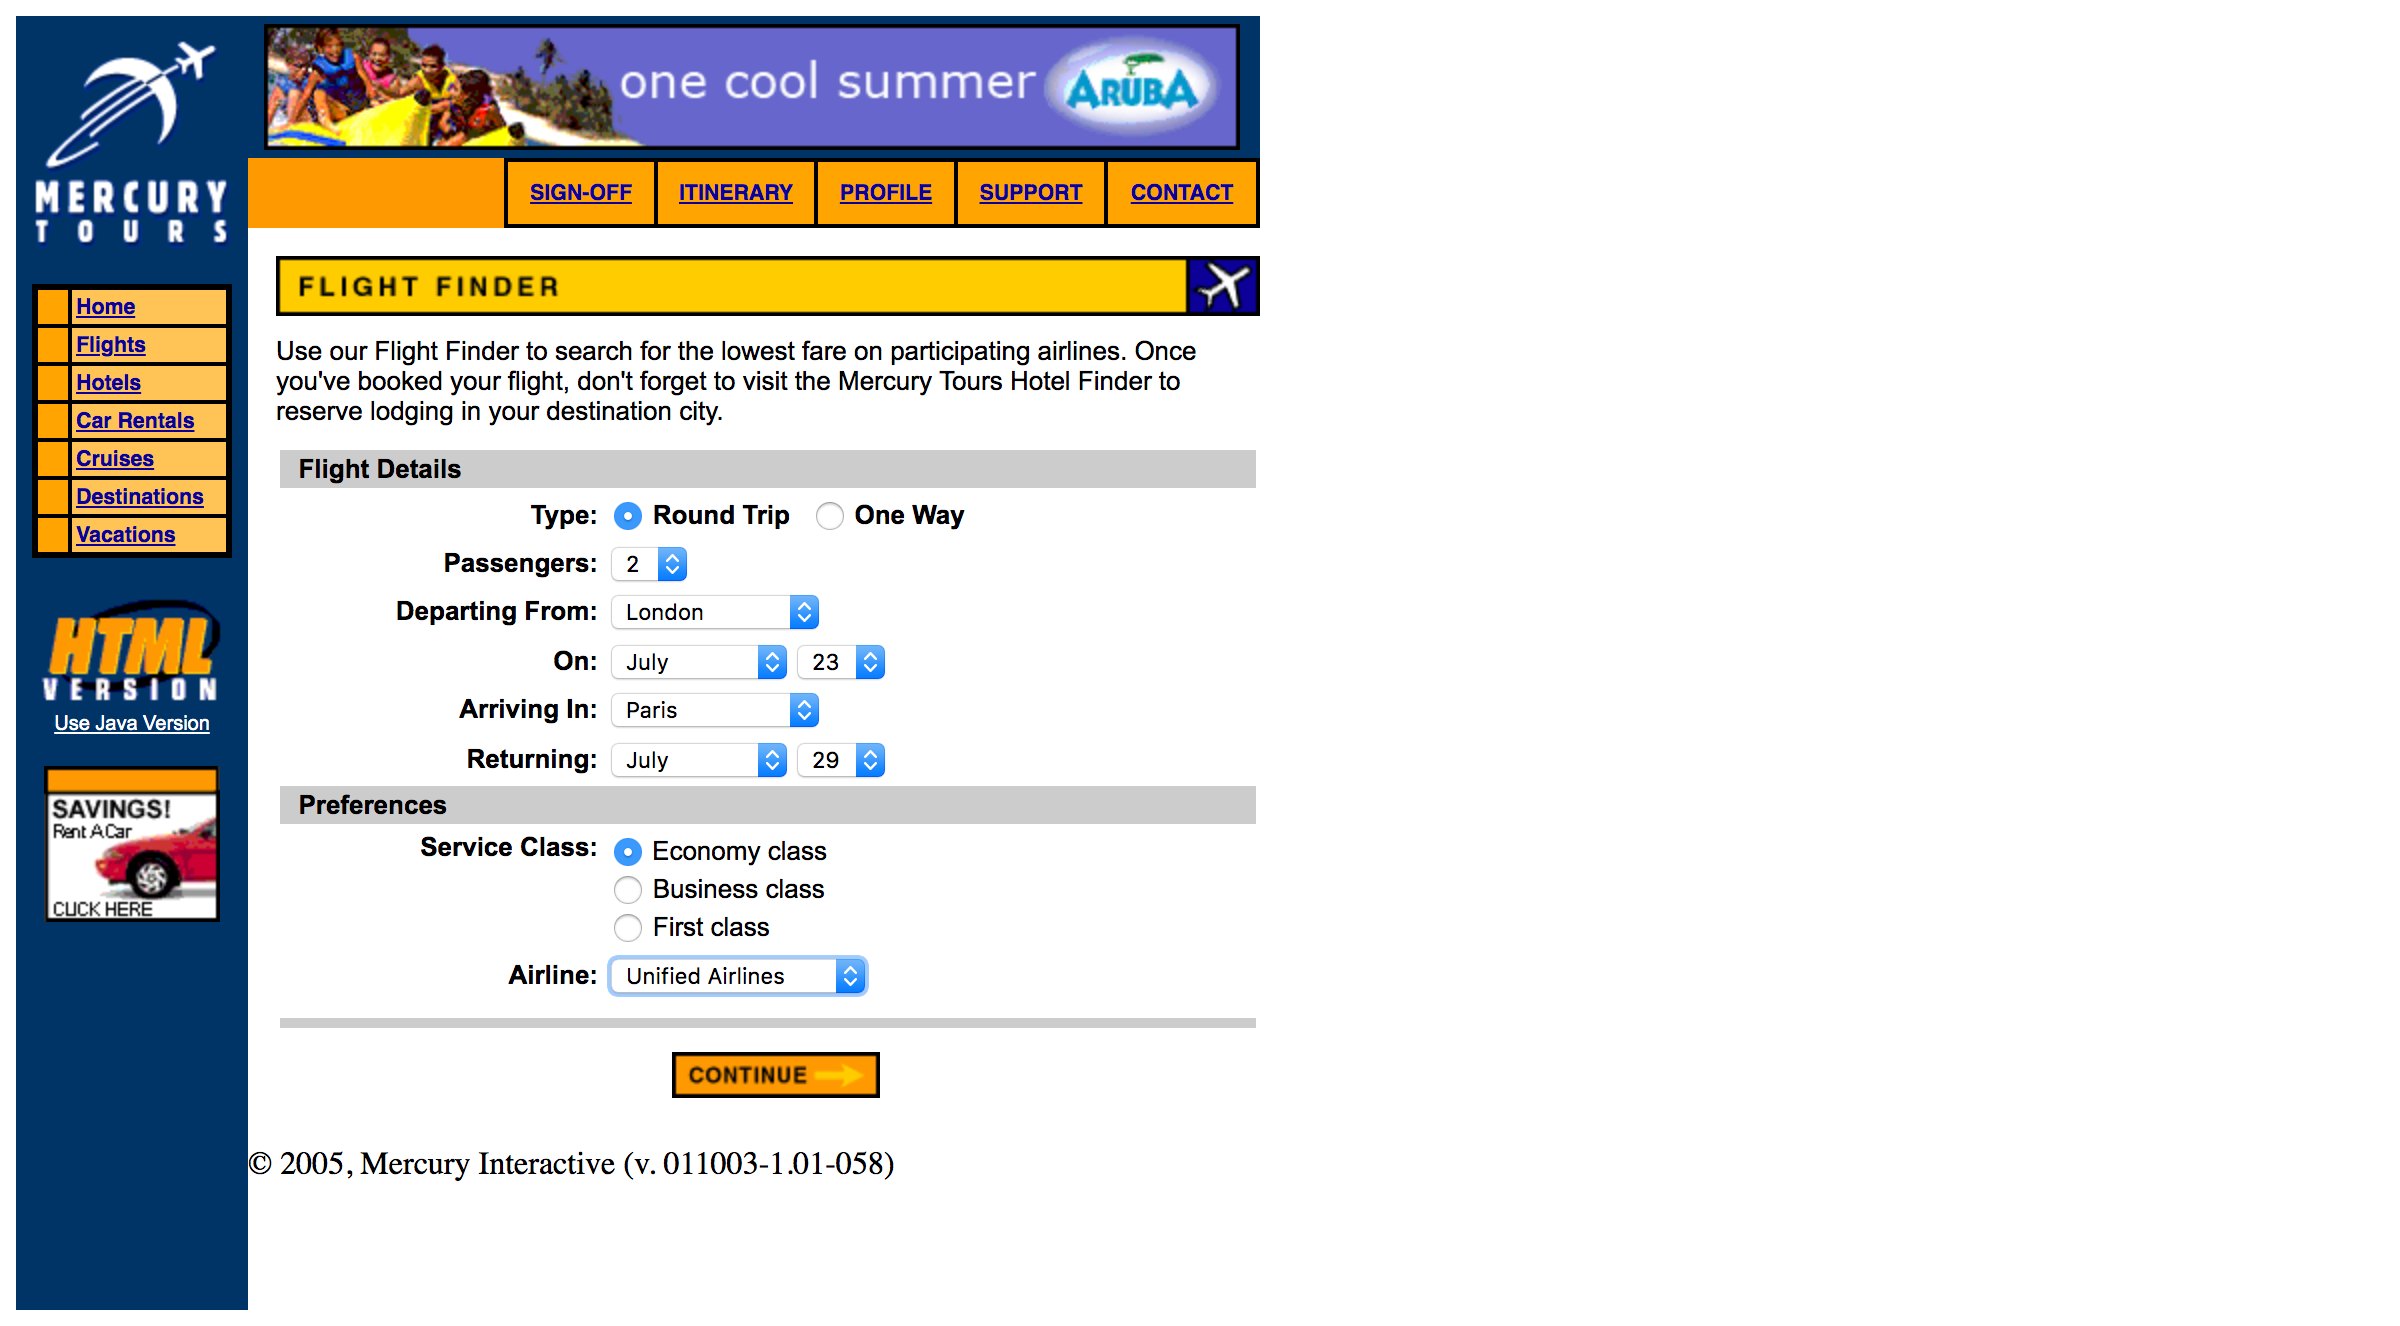 MERCURY
TOURS
one cool summer ARUBA
SIGN-OFF ITINERARY PROFILE SUPPORT CONTACT
Home
Flights
Hotels
Car Rentals
Cruises
Destinations
Vacations
HTML
VERSION
Use Java Version
SAVINGS!
Rent A Car
CLICK HERE
FLIGHT FINDER
Use our Flight Finder to search for the lowest fare on participating airlines. Once
you've booked your flight, don't forget to visit the Mercury Tours Hotel Finder to
reserve lodging in your destination city.
Flight Details
Type: Round Trip One Way
Passengers: 2
Departing From: London
On: July 23
Arriving In: Paris
Returning: July 29
Preferences
Service Class: Economy class
Business class
First class
Airline: Unified Airlines
CONTINUE
© 2005, Mercury Interactive (v. 011003-1.01-058)